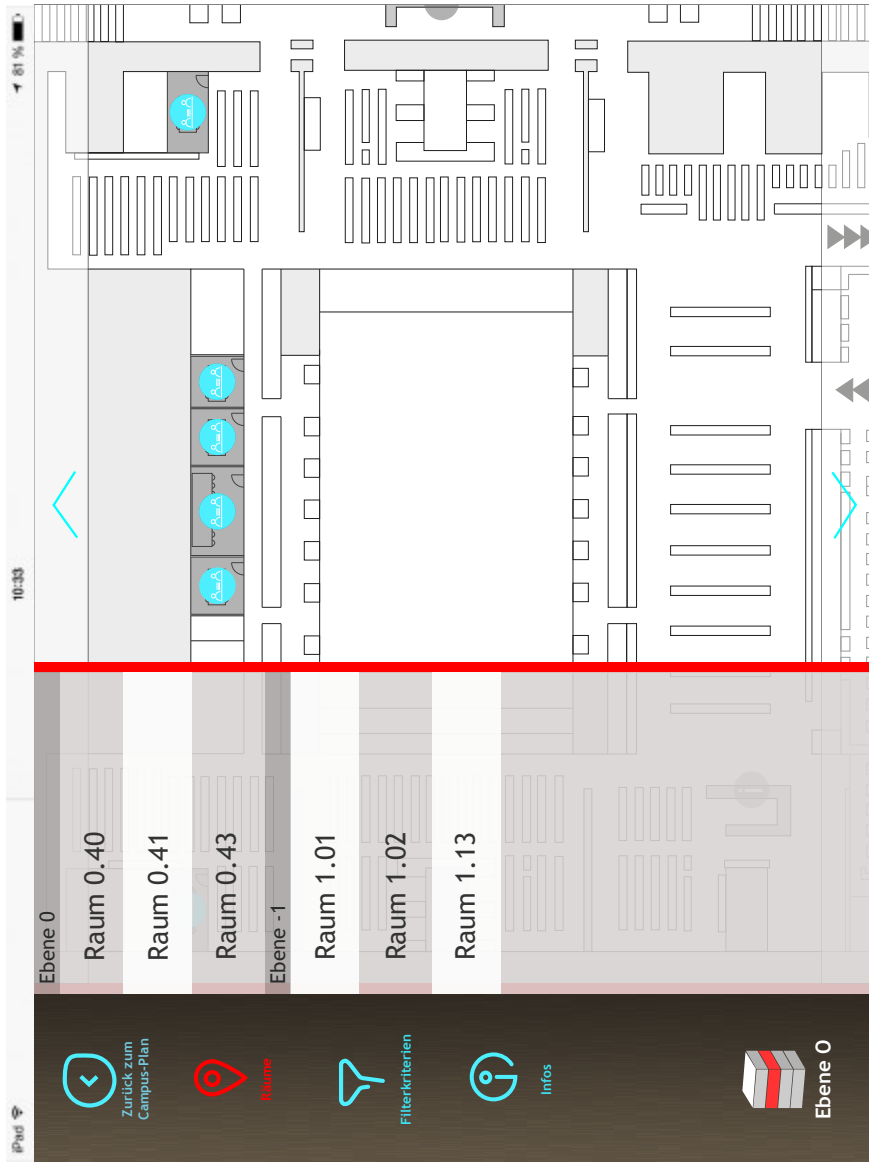 iPad
10:33
81 %
Zurück zum
Campus-Plan
Räume
Filterkriterien
Infos
Ebene 0
Ebene 0
Raum 0.40
Raum 0.41
Raum 0.43
Ebene -1
Raum 1.01
Raum 1.02
Raum 1.13